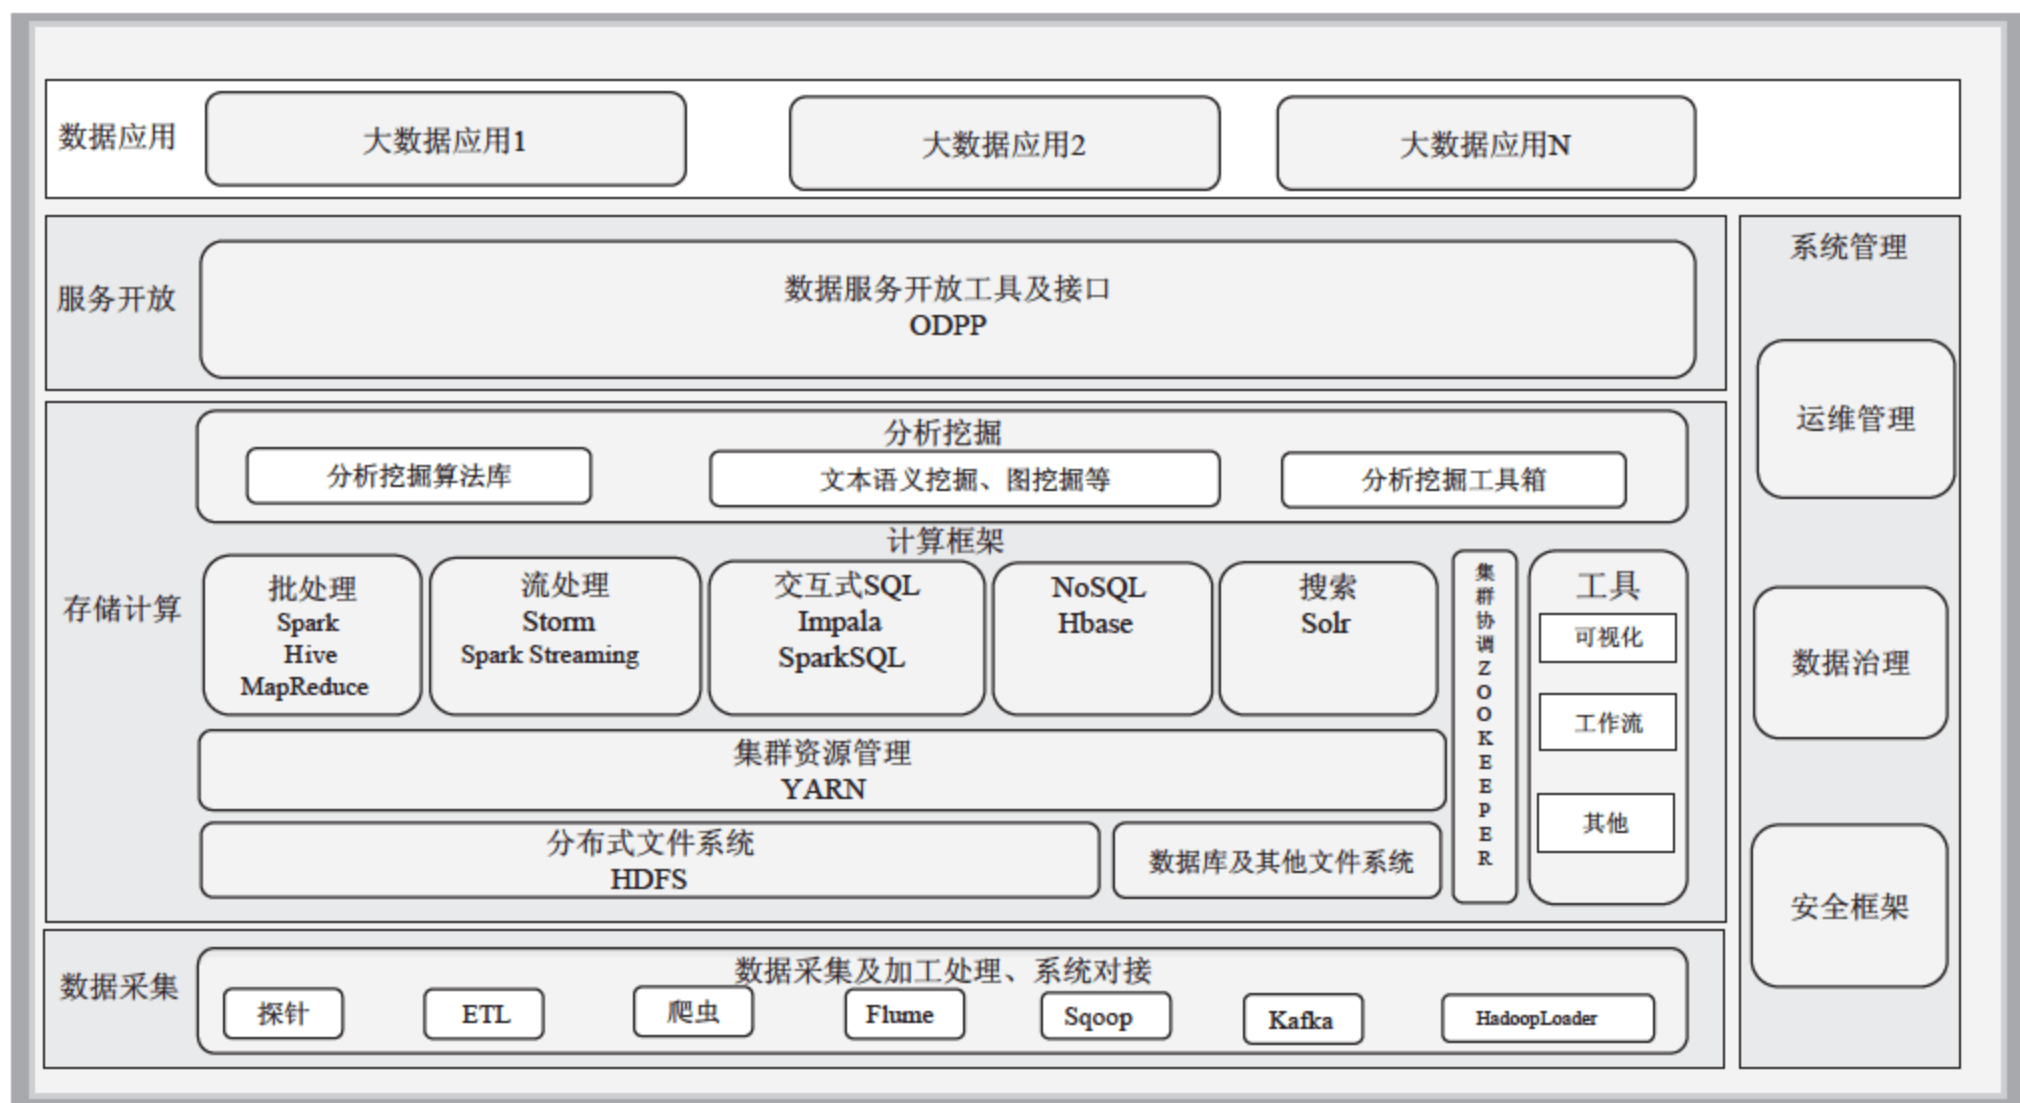 数据应用
大数据应用1
大数据应用2
大数据应用N
服务开放
数据服务开放工具及接口
ODPP
系统管理
运维管理
数据治理
安全框架
存储计算
分析挖掘
分析挖掘算法库
文本语义挖掘、图挖掘等
分析挖掘工具箱
计算框架
批处理
Spark
Hive
MapReduce
流处理
Storm
Spark Streaming
交互式SQL
Impala
SparkSQL
NoSQL
Hbase
搜索
Solr
集群协调ZOOKEEPER
工具
可视化
工作流
其他
集群资源管理
YARN
分布式文件系统
HDFS
数据库及其他文件系统
数据采集
数据采集及加工处理、系统对接
探针
ETL
爬虫
Flume
Sqoop
Kafka
HadoopLoader